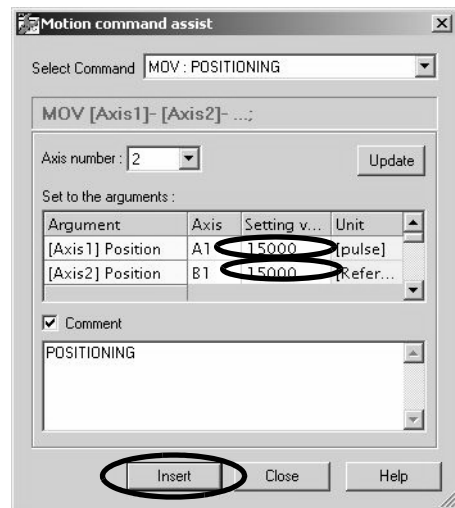 Motion command assist
Select Command MOV : POSITIONING
MOV [Axis1]- [Axis2]- ...;
Axis number : 2 Update
Set to the arguments :
Argument Axis Setting v... Unit
[Axis1] Position A1 15000 [pulse]
[Axis2] Position B1 15000 [Refer...
Comment
POSITIONING
Insert Close Help